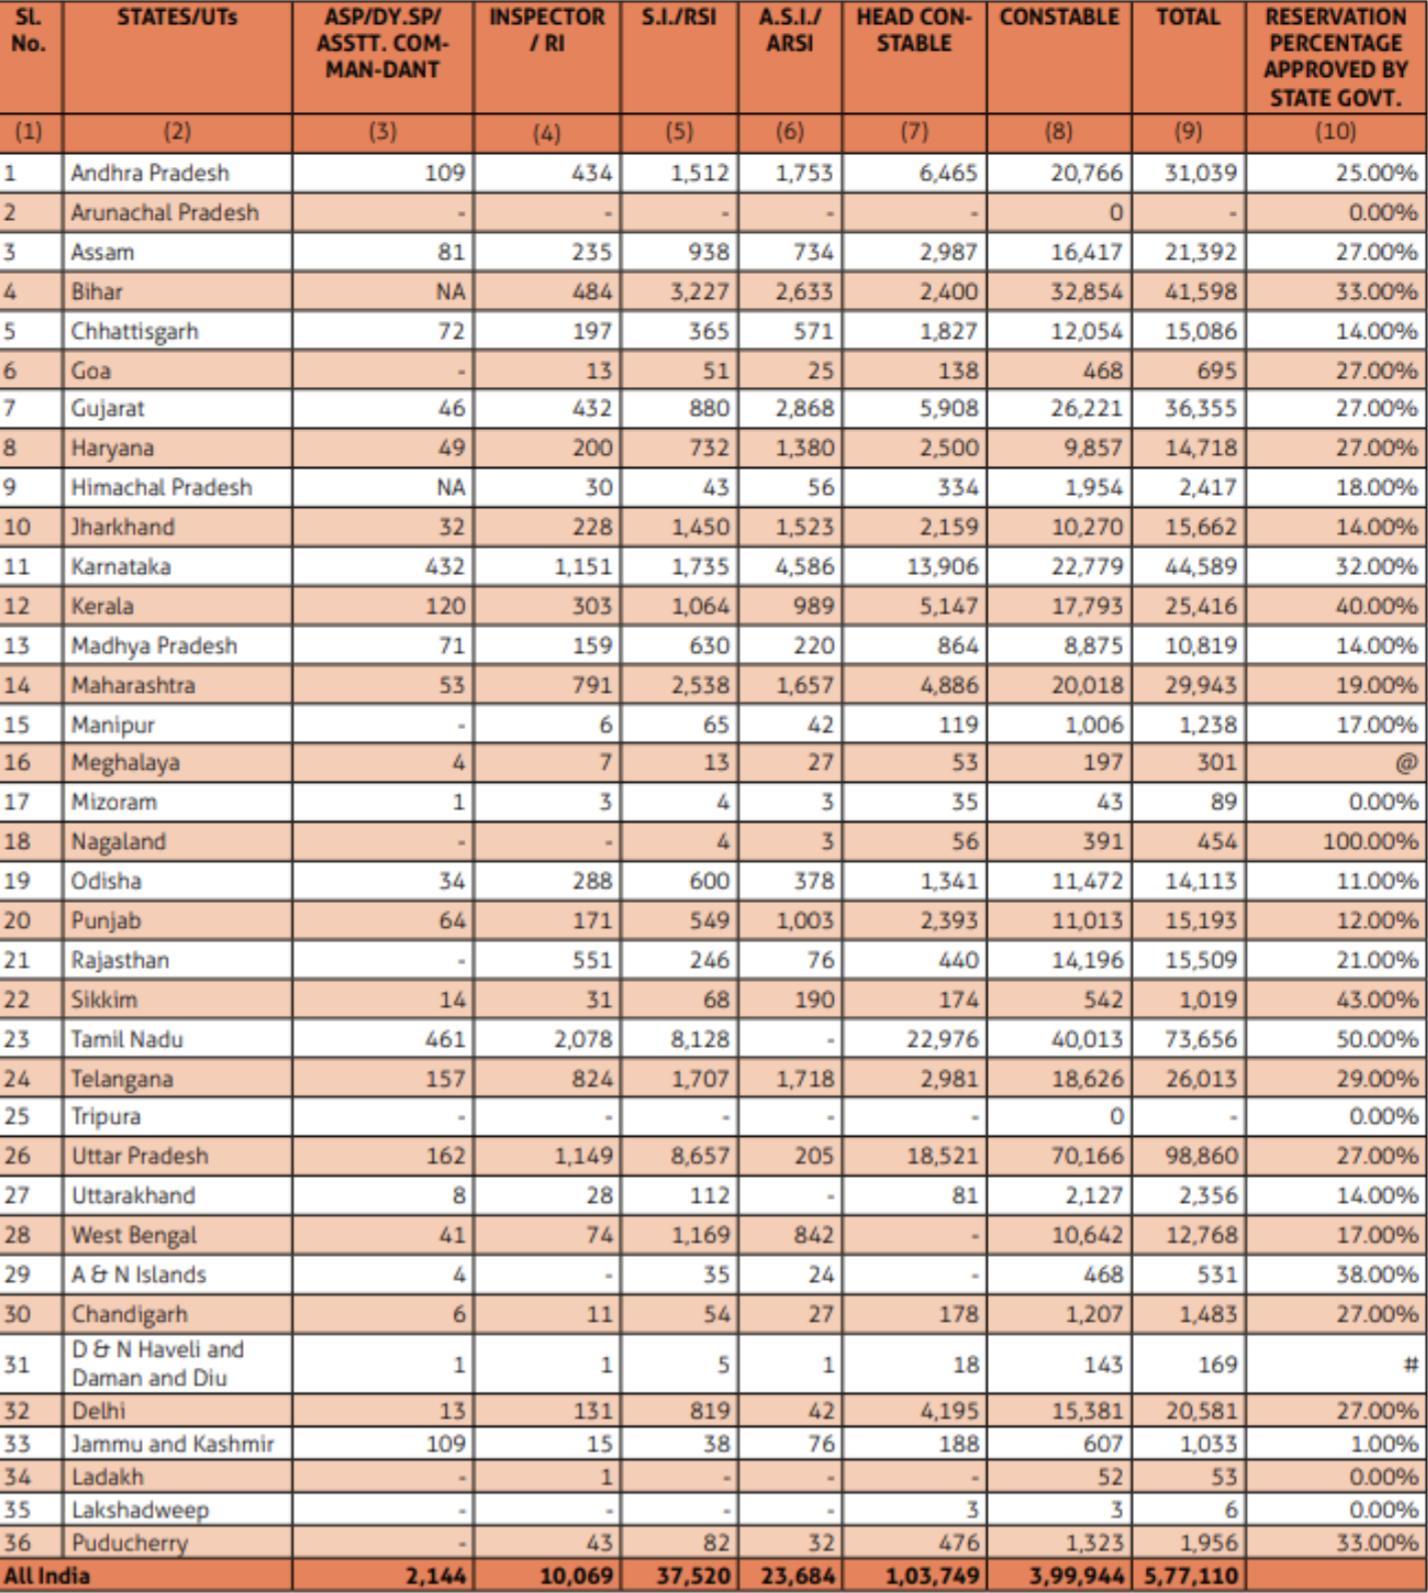 SL. No. STATES/UTs ASP/DY.SP/ ASSTT. COM-MAN-DANT INSPECTOR / RI S.I./RSI A.S.I./ ARSI HEAD CON-STABLE CONSTABLE TOTAL RESERVATION PERCENTAGE APPROVED BY STATE GOVT.
(1) (2) (3) (4) (5) (6) (7) (8) (9) (10)
1 Andhra Pradesh 109 434 1,512 1,753 6,465 20,766 31,039 25.00%
2 Arunachal Pradesh - - - - - 0 - 0.00%
3 Assam 81 235 938 734 2,987 16,417 21,392 27.00%
4 Bihar NA 484 3,227 2,633 2,400 32,854 41,598 33.00%
5 Chhattisgarh 72 197 365 571 1,827 12,054 15,086 14.00%
6 Goa - 13 51 25 138 468 695 27.00%
7 Gujarat 46 432 880 2,868 5,908 26,221 36,355 27.00%
8 Haryana 49 200 732 1,380 2,500 9,857 14,718 27.00%
9 Himachal Pradesh NA 30 43 56 334 1,954 2,417 18.00%
10 Jharkhand 32 228 1,450 1,523 2,159 10,270 15,662 14.00%
11 Karnataka 432 1,151 1,735 4,586 13,906 22,779 44,589 32.00%
12 Kerala 120 303 1,064 989 5,147 17,793 25,416 40.00%
13 Madhya Pradesh 71 159 630 220 864 8,875 10,819 14.00%
14 Maharashtra 53 791 2,538 1,657 4,886 20,018 29,943 19.00%
15 Manipur - 6 65 42 119 1,006 1,238 17.00%
16 Meghalaya 4 7 13 27 53 197 301 @
17 Mizoram 1 3 4 3 35 43 89 0.00%
18 Nagaland - - 4 3 56 391 454 100.00%
19 Odisha 34 288 600 378 1,341 11,472 14,113 11.00%
20 Punjab 64 171 549 1,003 2,393 11,013 15,193 12.00%
21 Rajasthan - 551 246 76 440 14,196 15,509 21.00%
22 Sikkim 14 31 68 190 174 542 1,019 43.00%
23 Tamil Nadu 461 2,078 8,128 - 22,976 40,013 73,656 50.00%
24 Telangana 157 824 1,707 1,718 2,981 18,626 26,013 29.00%
25 Tripura - - - - - 0 - 0.00%
26 Uttar Pradesh 162 1,149 8,657 205 18,521 70,166 98,860 27.00%
27 Uttarakhand 8 28 112 - 81 2,127 2,356 14.00%
28 West Bengal 41 74 1,169 842 - 10,642 12,768 17.00%
29 A & N Islands 4 - 35 24 - 468 531 38.00%
30 Chandigarh 6 11 54 27 178 1,207 1,483 27.00%
31 D & N Haveli and Daman and Diu 1 1 5 1 18 143 169 #
32 Delhi 13 131 819 42 4,195 15,381 20,581 27.00%
33 Jammu and Kashmir 109 15 38 76 188 607 1,033 1.00%
34 Ladakh - 1 - - - 52 53 0.00%
35 Lakshadweep - - - - 3 3 6 0.00%
36 Puducherry - 43 82 32 476 1,323 1,956 33.00%
All India 2,144 10,069 37,520 23,684 1,03,749 3,99,944 5,77,110